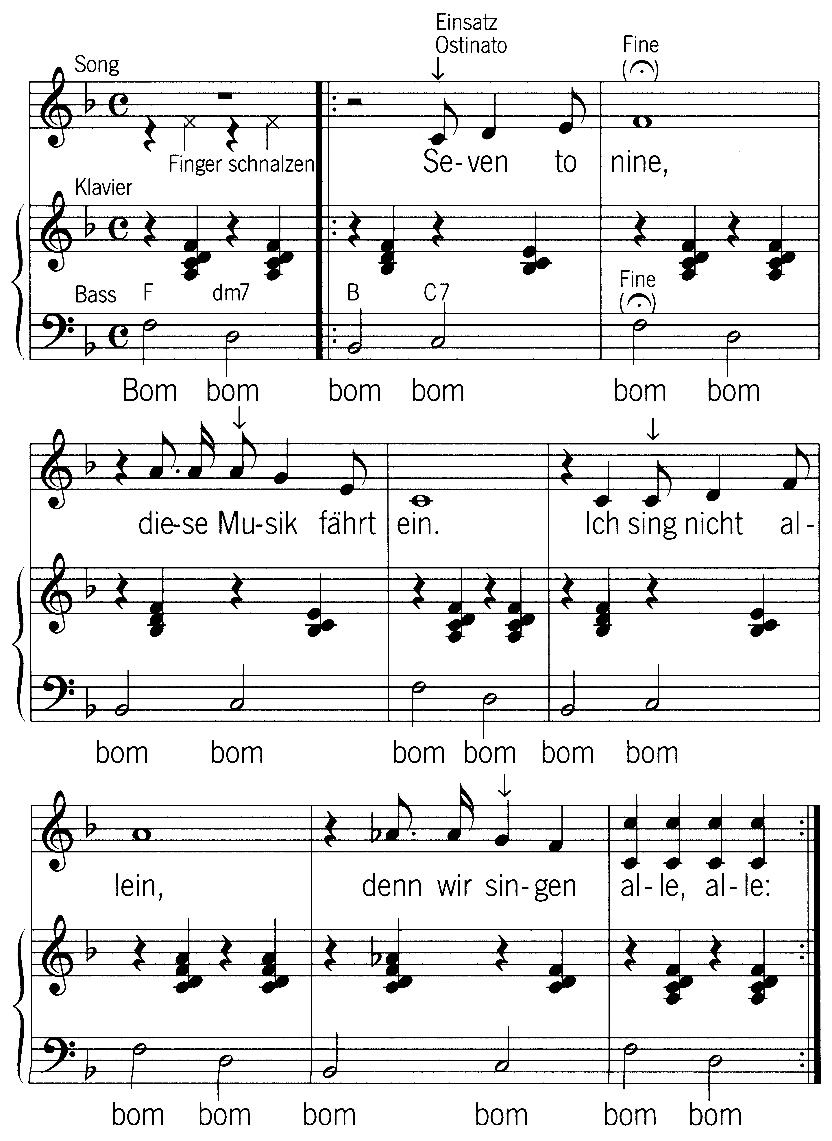 Einsatz
Ostinato
Song
Fine
Finger schnalzen
Se-ven to nine,
Klavier
Fine
Bass F dm7 B C7
Bom bom bom bom bom bom
die-se Mu-sik fährt ein. Ich sing nicht al-
bom bom bom bom bom bom
lein, denn wir sin-gen al-le, al-le:
bom bom bom bom bom bom